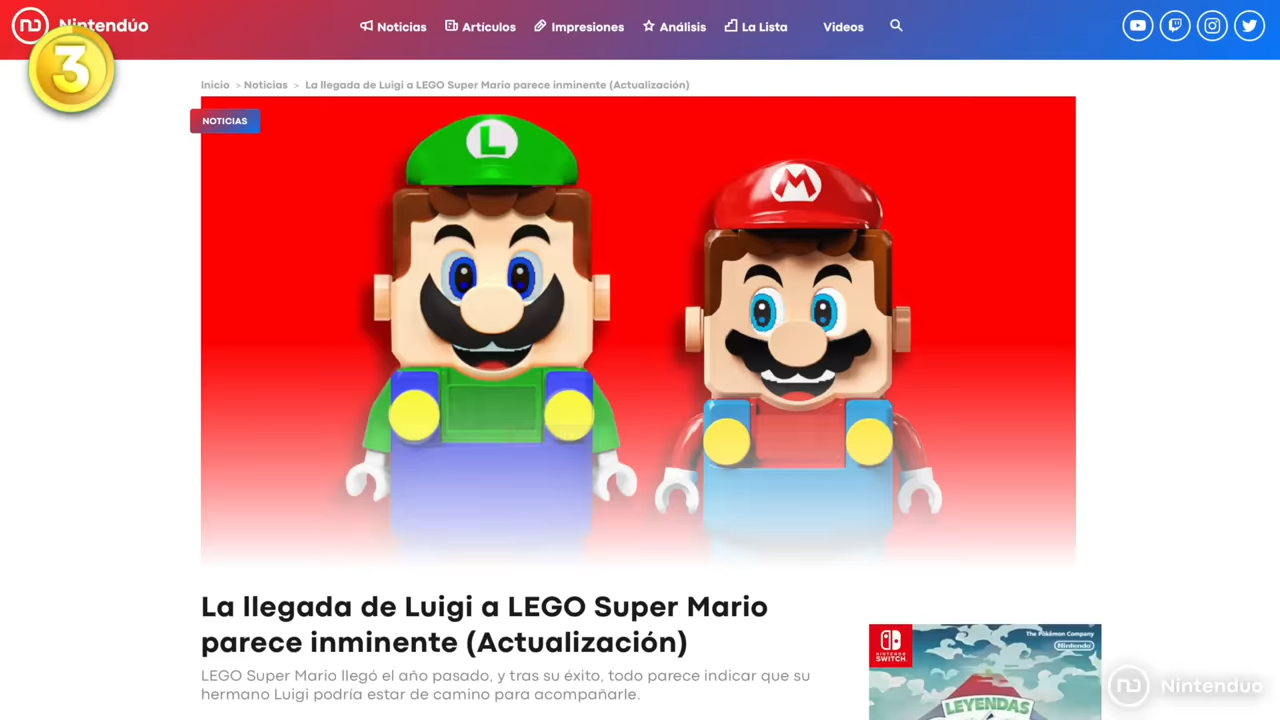 Nintendúo
3
Noticias Artículos Impresiones Análisis La Lista Videos
Inicio > Noticias > La llegada de Luigi a LEGO Super Mario parece inminente (Actualización)
NOTICIAS
L
M
La llegada de Luigi a LEGO Super Mario
parece inminente (Actualización)
LEGO Super Mario llegó el año pasado, y tras su éxito, todo parece indicar que su
hermano Luigi podría estar de camino para acompañarle.
NINTENDO
SWITCH
The Pokémon Company
Nintendo
LEYENDAS
Nintenduo